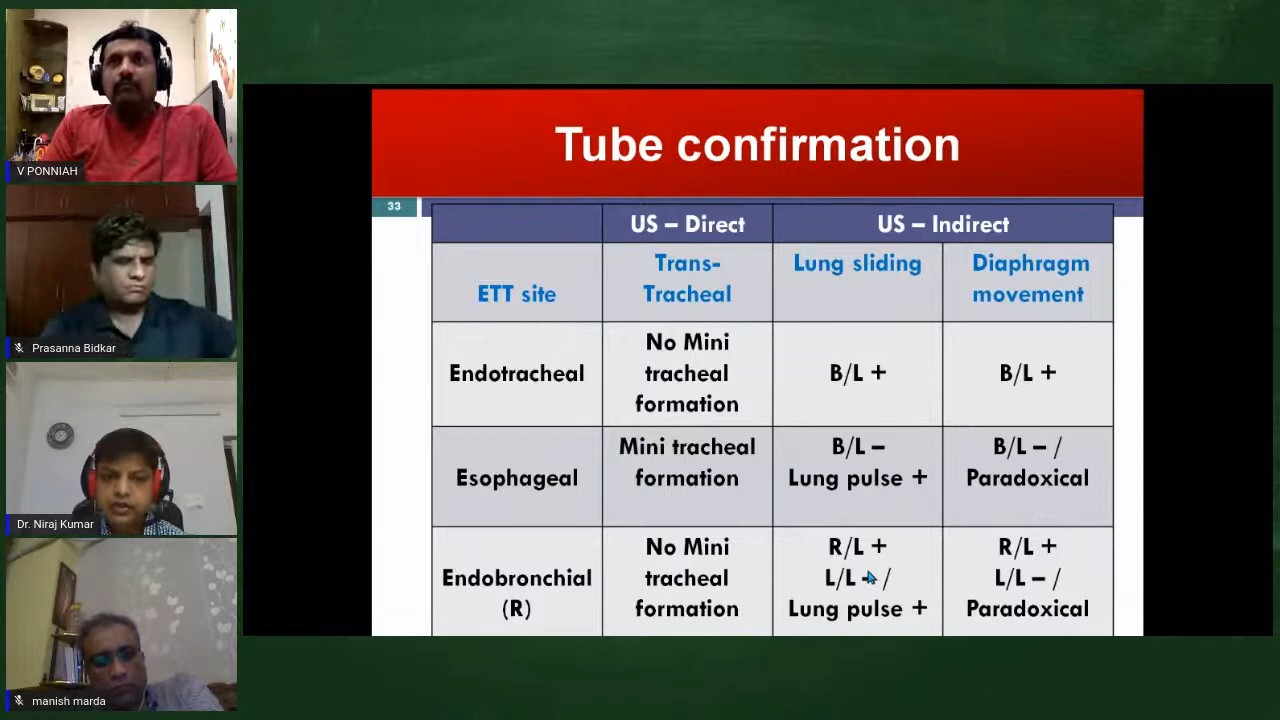 V PONNIAH
Prasanna Bidkar
Dr. Niraj Kumar
manish marda
Tube confirmation
33
US – Direct
US – Indirect
ETT site
Trans-
Tracheal
Lung sliding
Diaphragm
movement
Endotracheal
No Mini
tracheal
formation
B/L +
B/L +
Esophageal
Mini tracheal
formation
B/L –
Lung pulse +
B/L – /
Paradoxical
Endobronchial
(R)
No Mini
tracheal
formation
R/L +
L/L – /
Lung pulse +
R/L +
L/L – /
Paradoxical